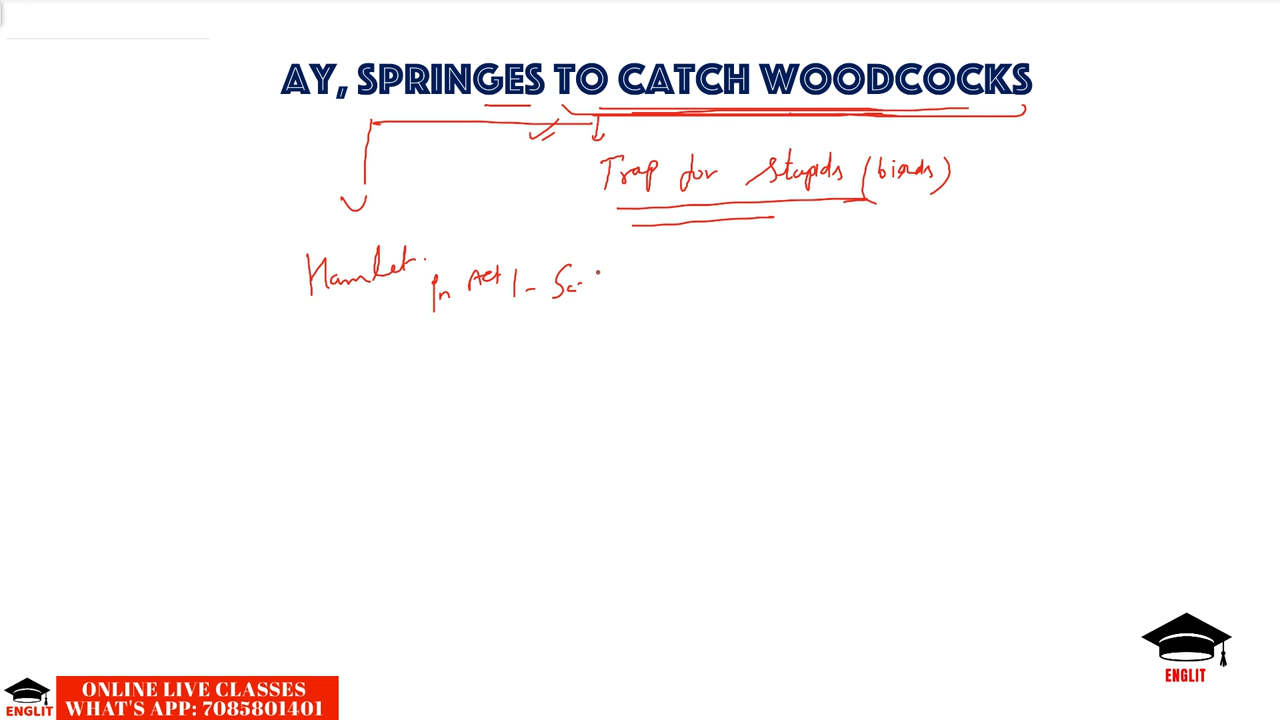 AY, SPRINGES TO CATCH WOODCOCKS
Trap for Stupids (birds)
Hamlet.
In Act 1 - Sc-
ENGLIT
ONLINE LIVE CLASSES
WHAT'S APP: 7085801401
ENGLIT